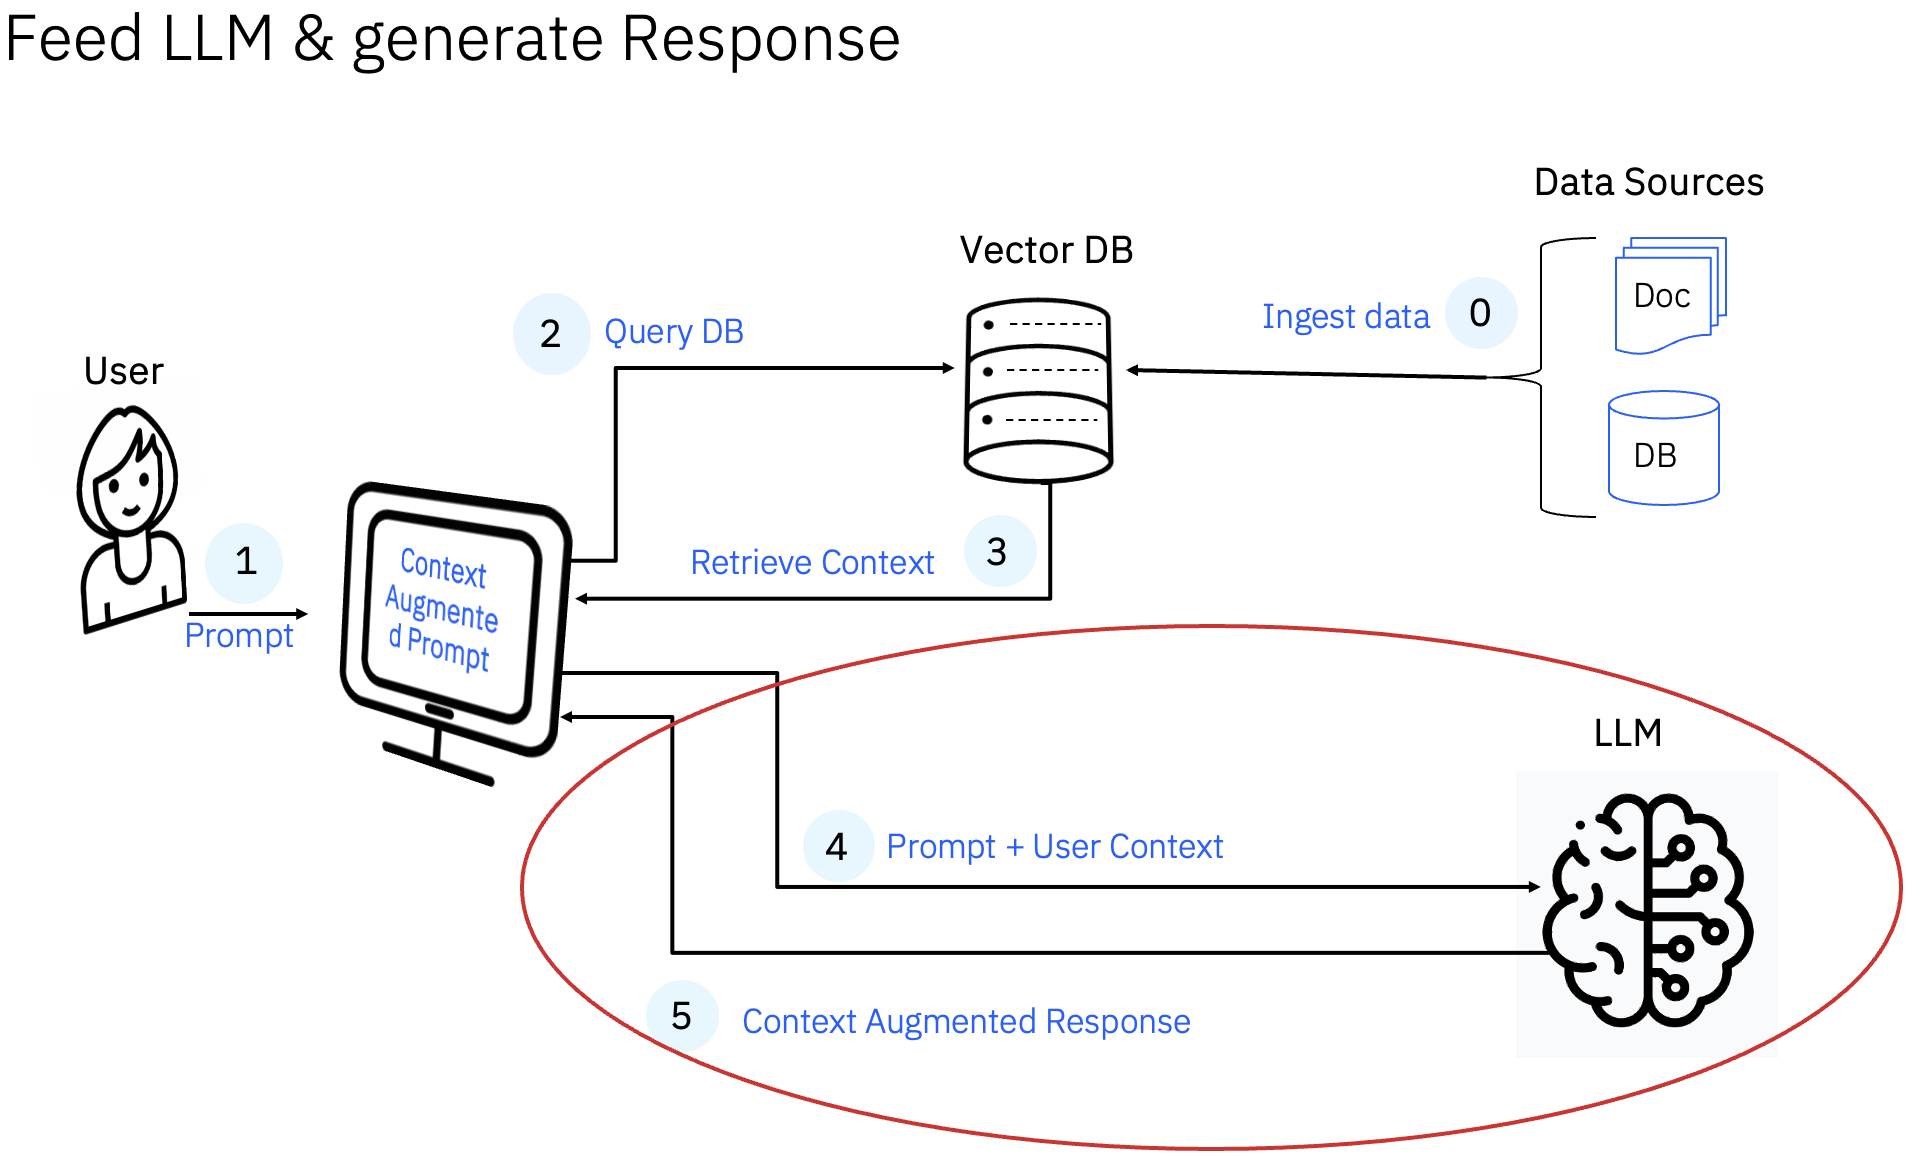 Feed LLM & generate Response
Data Sources
Vector DB
Doc
Ingest data
0
2
Query DB
User
DB
1
Prompt
Context
Augmente
d Prompt
Retrieve Context
3
LLM
4
Prompt + User Context
5
Context Augmented Response